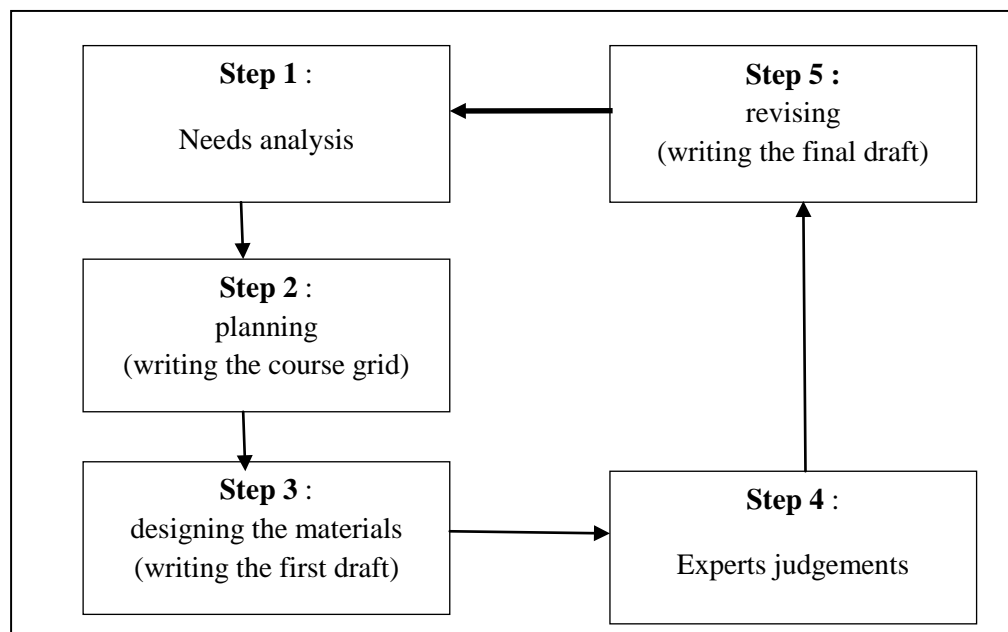 Step 1 :
Needs analysis
Step 2 :
planning
(writing the course grid)
Step 3 :
designing the materials
(writing the first draft)
Step 4 :
Experts judgements
Step 5 :
revising
(writing the final draft)